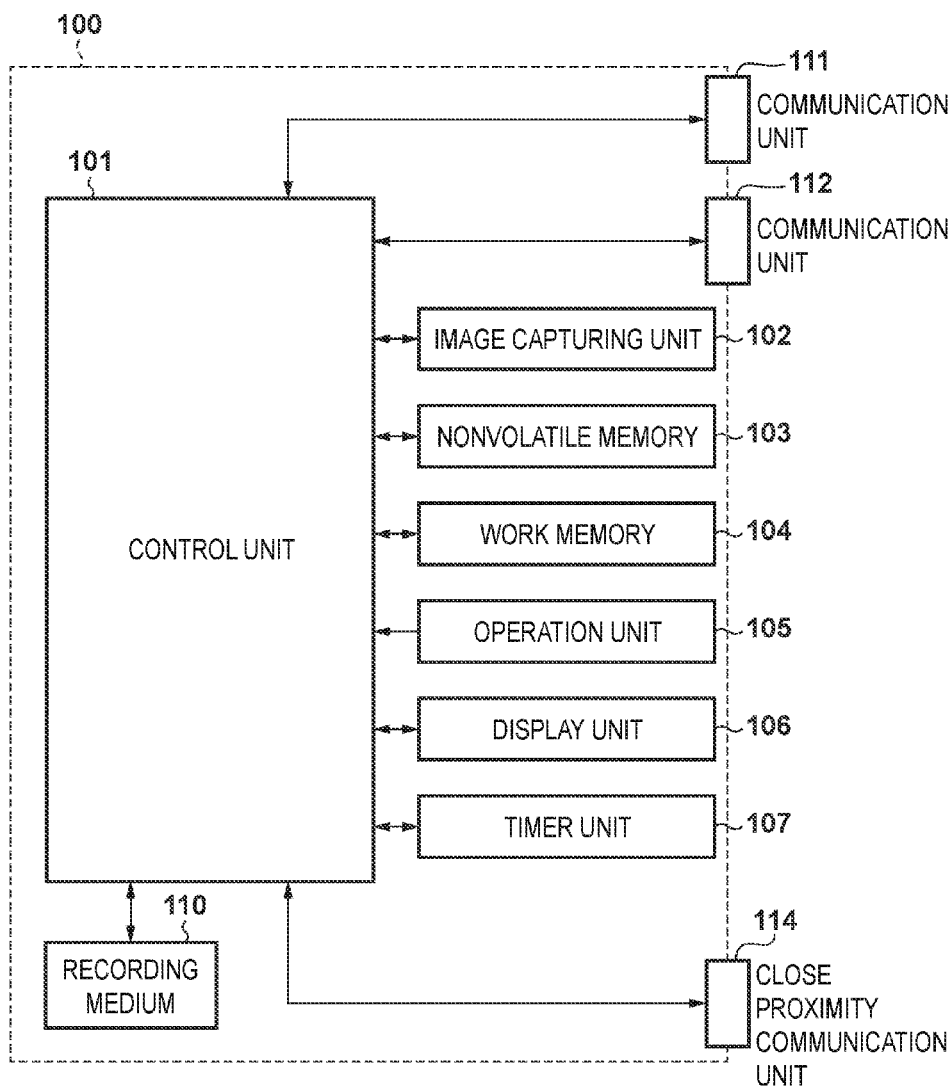 100
111
COMMUNICATION
UNIT
101
112
COMMUNICATION
UNIT
IMAGE CAPTURING UNIT
102
NONVOLATILE MEMORY
103
CONTROL UNIT
WORK MEMORY
104
OPERATION UNIT
105
DISPLAY UNIT
106
TIMER UNIT
107
110
RECORDING
MEDIUM
114
CLOSE
PROXIMITY
COMMUNICATION
UNIT